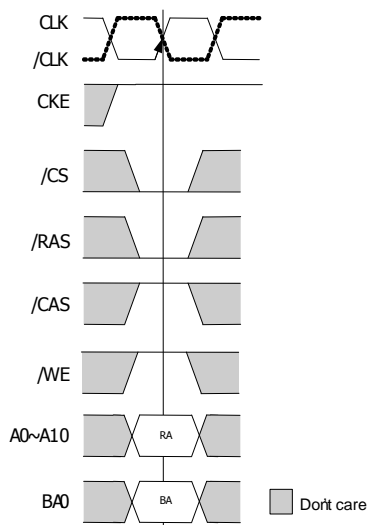 CLK
/CLK
CKE
/CS
/RAS
/CAS
/WE
A0~A10
RA
BA0
BA
Don't care